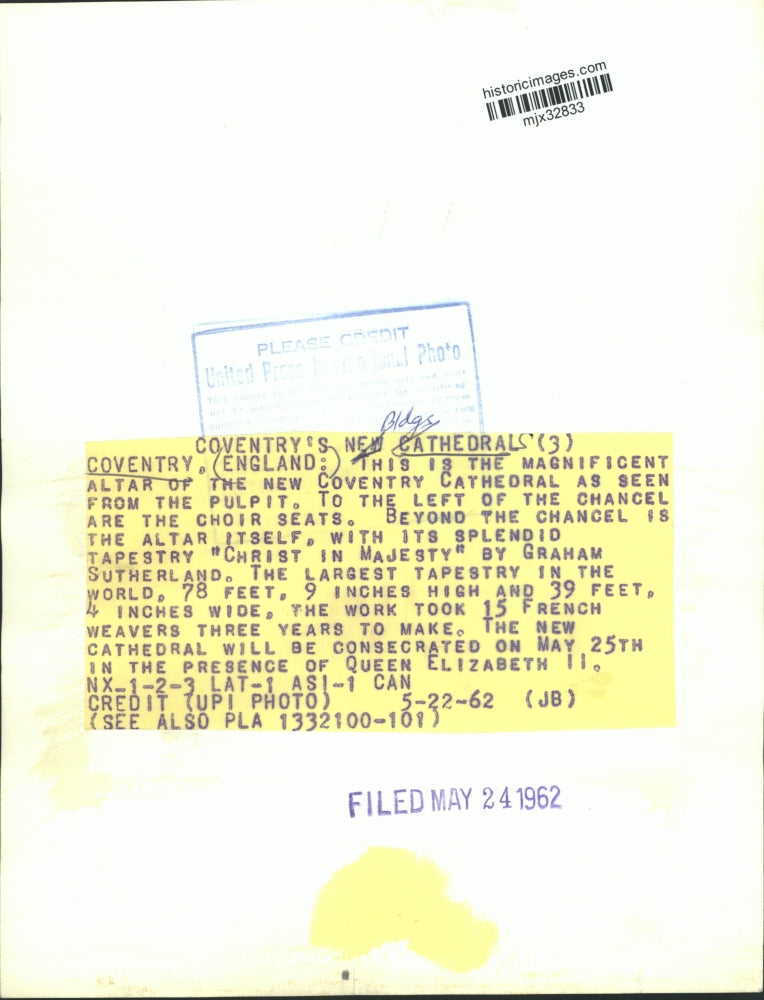 historicimages.com
mjx32833
PLEASE CREDIT
United Press International Photo
Bldgs
COVENTRY'S NEW CATHEDRALS (3)
COVENTRY, (ENGLAND:) THIS IS THE MAGNIFICENT
ALTAR OF THE NEW COVENTRY CATHEDRAL AS SEEN
FROM THE PULPIT. TO THE LEFT OF THE CHANCEL
ARE THE CHOIR SEATS. BEYOND THE CHANCEL IS
THE ALTAR ITSELF, WITH ITS SPLENDID
TAPESTRY "CHRIST IN MAJESTY" BY GRAHAM
SUTHERLAND. THE LARGEST TAPESTRY IN THE
WORLD, 78 FEET, 9 INCHES HIGH AND 39 FEET,
4 INCHES WIDE, THE WORK TOOK 15 FRENCH
WEAVERS THREE YEARS TO MAKE. THE NEW
CATHEDRAL WILL BE CONSECRATED ON MAY 25TH
IN THE PRESENCE OF QUEEN ELIZABETH II.
NX-1-2-3 LAT-1 ASI-1 CAN
CREDIT (UPI PHOTO) 5-22-62 (JB)
(SEE ALSO PLA 1332100-101)
FILED MAY 24 1962